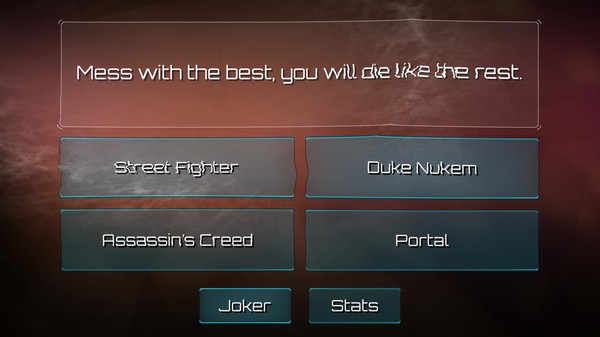 Mess with the best, you will die like the rest.
Street Fighter
Duke Nukem
Assassin's Creed
Portal
Joker
Stats